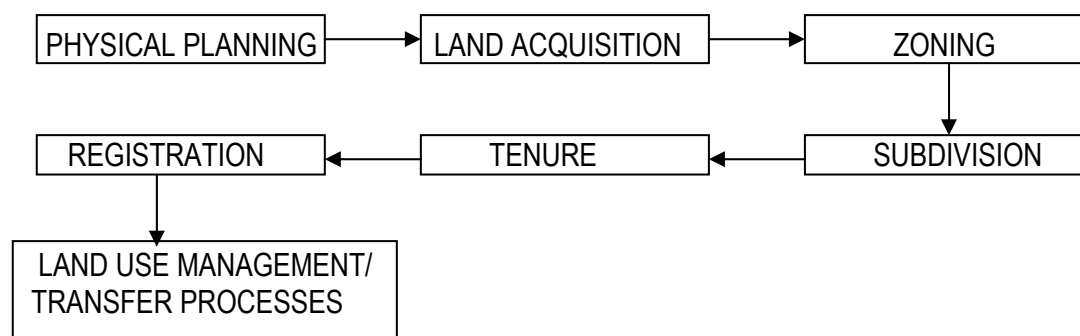 PHYSICAL PLANNING
LAND ACQUISITION
ZONING
SUBDIVISION
TENURE
REGISTRATION
LAND USE MANAGEMENT/
TRANSFER PROCESSES